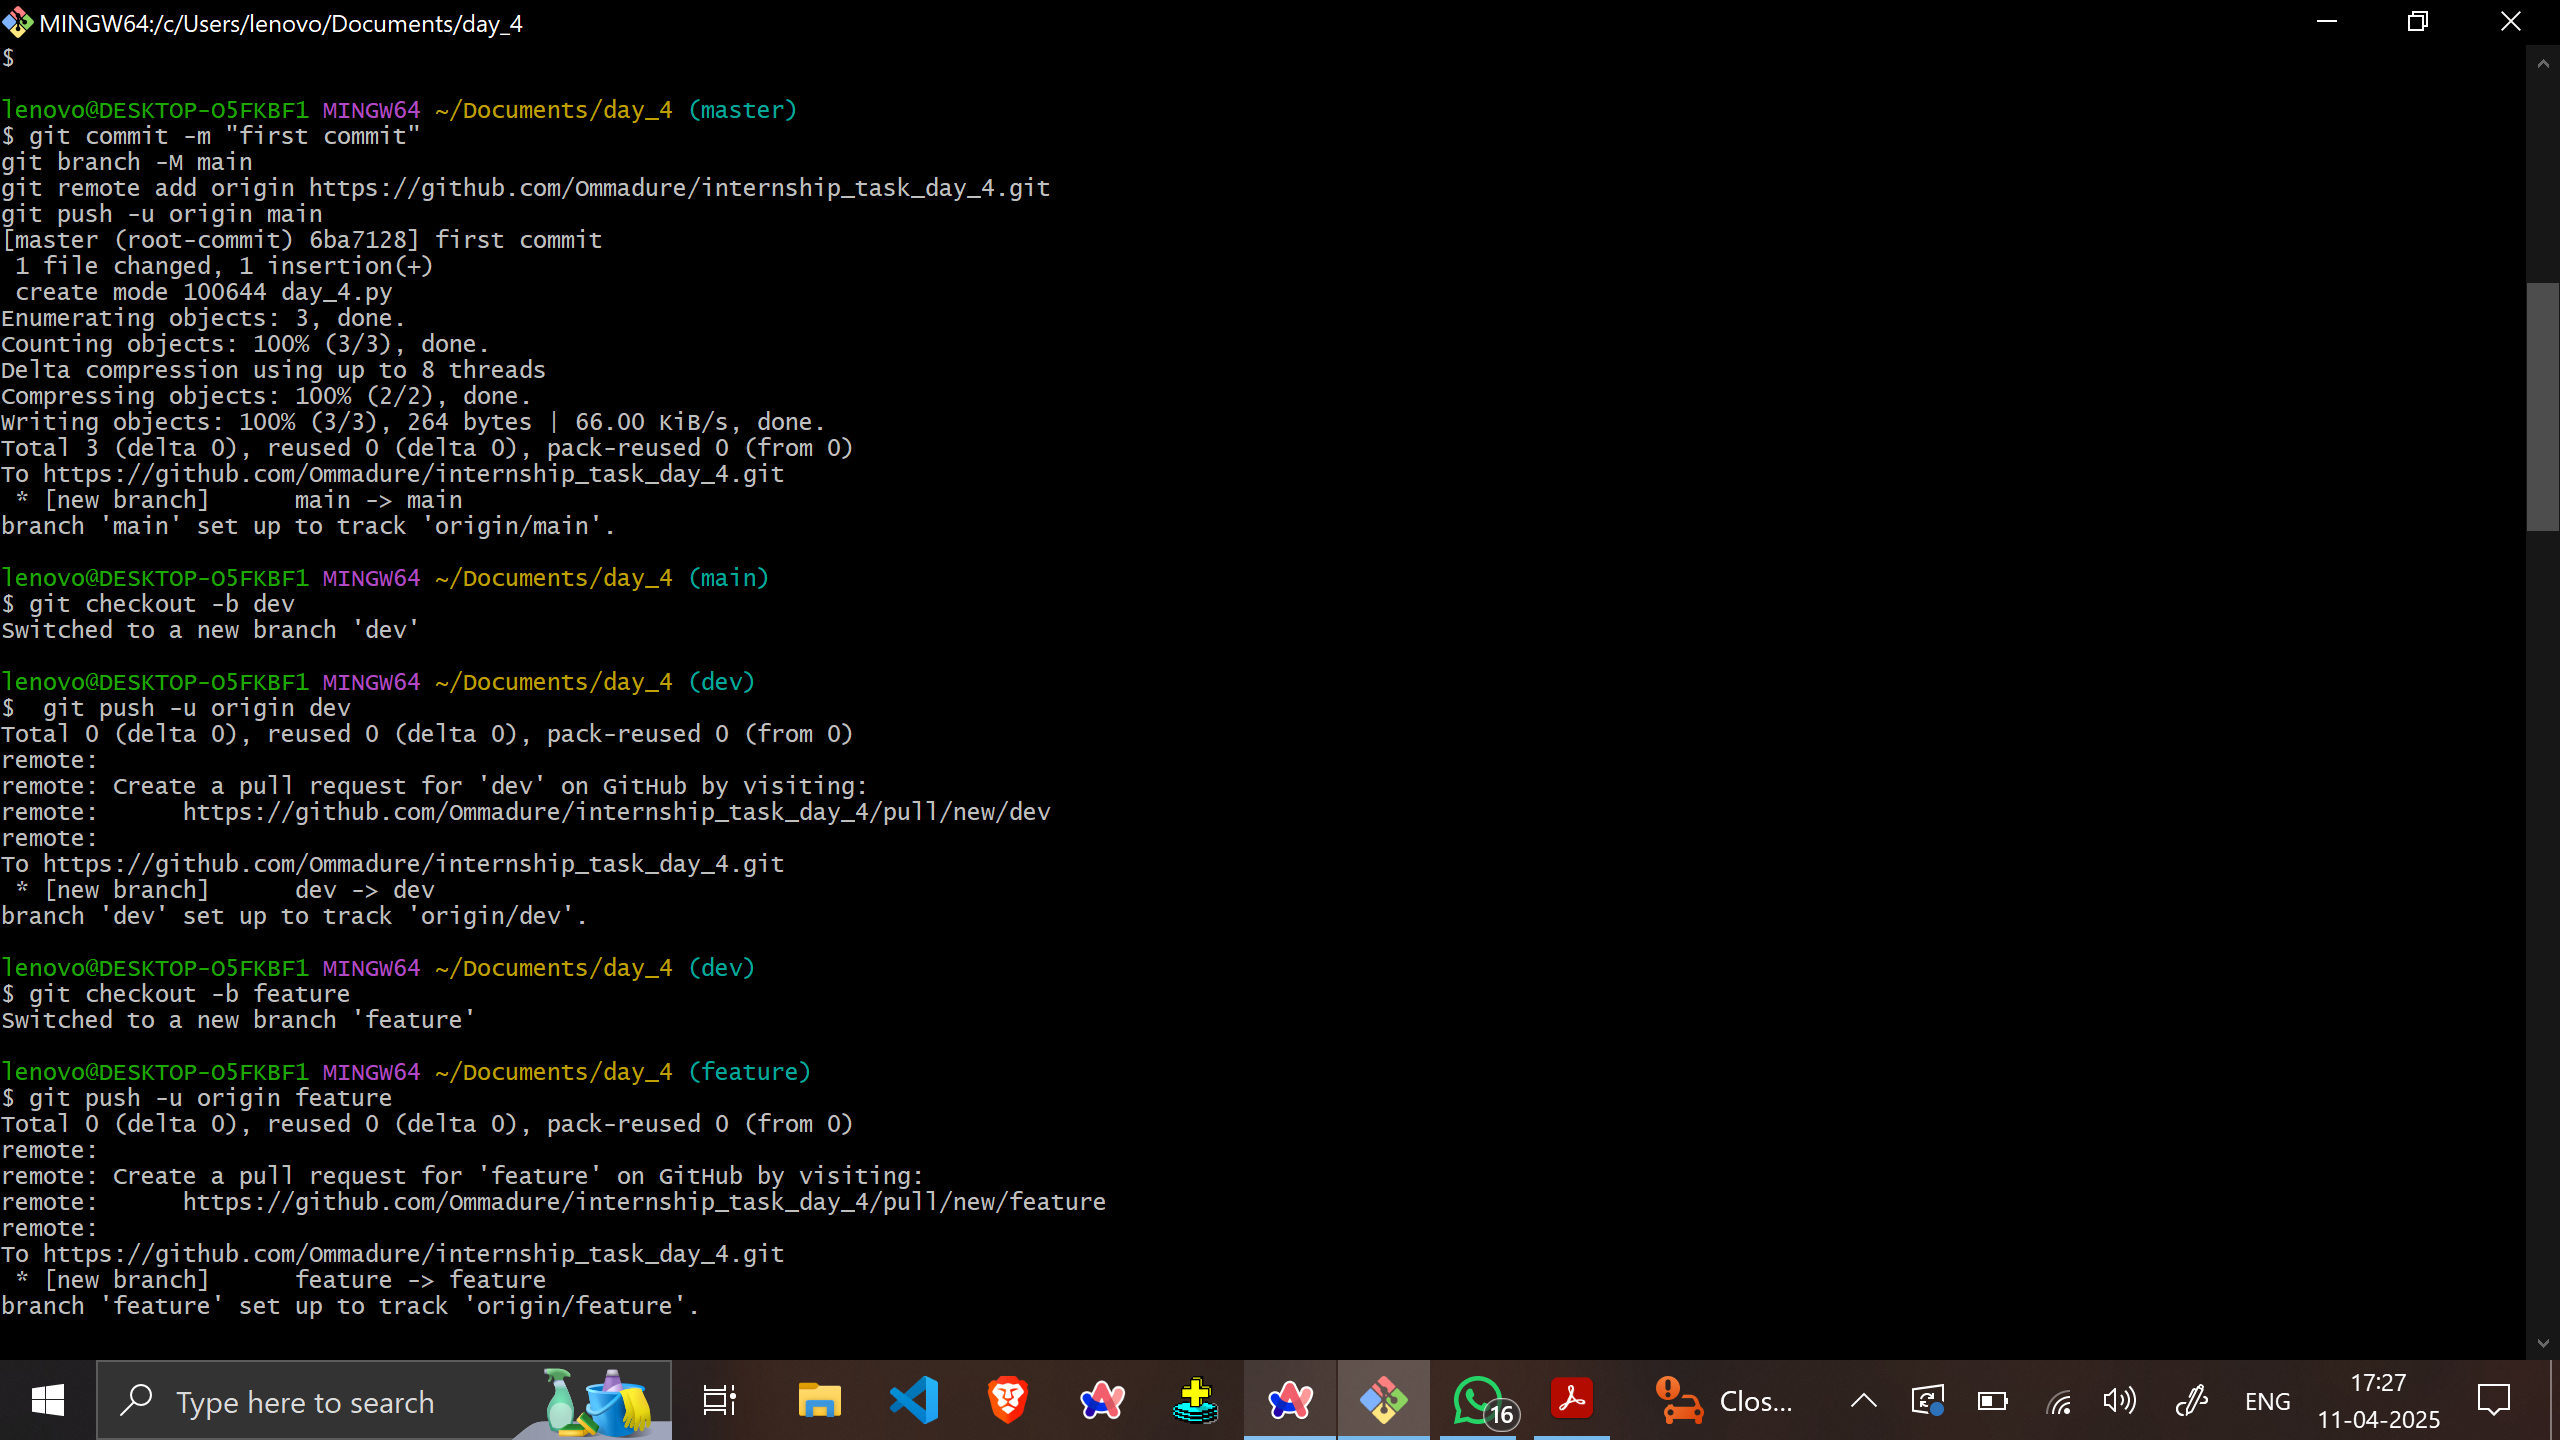 MINGW64:/c/Users/lenovo/Documents/day_4
$
lenovo@DESKTOP-O5FKBF1 MINGW64 ~/Documents/day_4 (master)
$ git commit -m "first commit"
git branch -M main
git remote add origin https://github.com/Ommadure/internship_task_day_4.git
git push -u origin main
[master (root-commit) 6ba7128] first commit
 1 file changed, 1 insertion(+)
 create mode 100644 day_4.py
Enumerating objects: 3, done.
Counting objects: 100% (3/3), done.
Delta compression using up to 8 threads
Compressing objects: 100% (2/2), done.
Writing objects: 100% (3/3), 264 bytes | 66.00 KiB/s, done.
Total 3 (delta 0), reused 0 (delta 0), pack-reused 0 (from 0)
To https://github.com/Ommadure/internship_task_day_4.git
 * [new branch]      main -> main
branch 'main' set up to track 'origin/main'.
lenovo@DESKTOP-O5FKBF1 MINGW64 ~/Documents/day_4 (main)
$ git checkout -b dev
Switched to a new branch 'dev'
lenovo@DESKTOP-O5FKBF1 MINGW64 ~/Documents/day_4 (dev)
$  git push -u origin dev
Total 0 (delta 0), reused 0 (delta 0), pack-reused 0 (from 0)
remote:
remote: Create a pull request for 'dev' on GitHub by visiting:
remote:      https://github.com/Ommadure/internship_task_day_4/pull/new/dev
remote:
To https://github.com/Ommadure/internship_task_day_4.git
 * [new branch]      dev -> dev
branch 'dev' set up to track 'origin/dev'.
lenovo@DESKTOP-O5FKBF1 MINGW64 ~/Documents/day_4 (dev)
$ git checkout -b feature
Switched to a new branch 'feature'
lenovo@DESKTOP-O5FKBF1 MINGW64 ~/Documents/day_4 (feature)
$ git push -u origin feature
Total 0 (delta 0), reused 0 (delta 0), pack-reused 0 (from 0)
remote:
remote: Create a pull request for 'feature' on GitHub by visiting:
remote:      https://github.com/Ommadure/internship_task_day_4/pull/new/feature
remote:
To https://github.com/Ommadure/internship_task_day_4.git
 * [new branch]      feature -> feature
branch 'feature' set up to track 'origin/feature'.
Type here to search
16
Clos...
ENG
17:27
11-04-2025